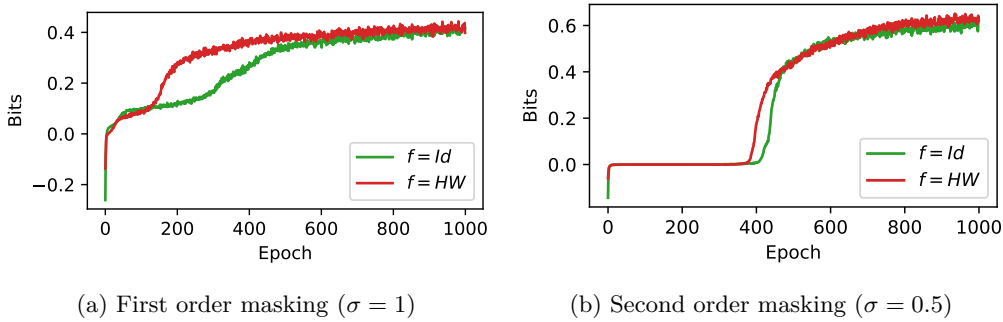 0.4
0.2
0.0
−0.2
Bits
f = Id
f = HW
0 200 400 600 800 1000
Epoch
(a) First order masking (σ = 1)
0.6
0.4
0.2
0.0
Bits
f = Id
f = HW
0 200 400 600 800 1000
Epoch
(b) Second order masking (σ = 0.5)